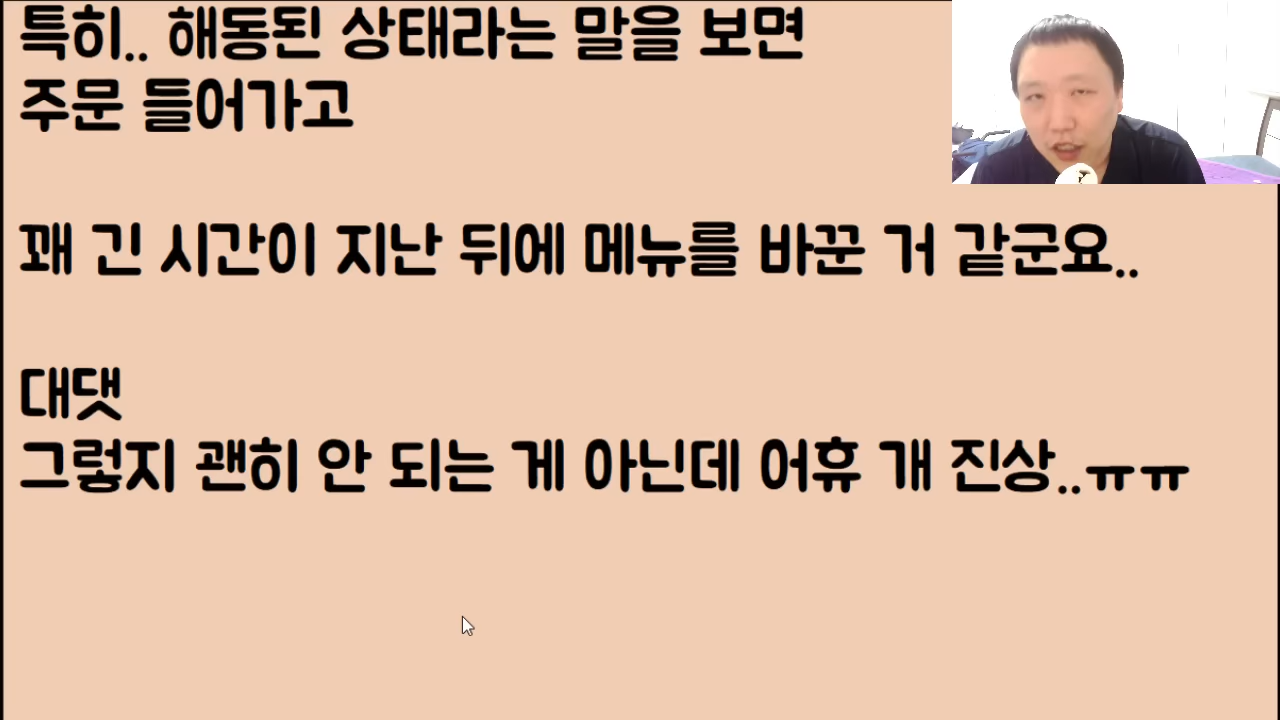 특히.. 해동된 상태라는 말을 보면
주문 들어가고
꽤 긴 시간이 지난 뒤에 메뉴를 바꾼 거 같군요..
대댓
그렇지 괜히 안 되는 게 아닌데 어휴 개 진상..ㅠㅠ